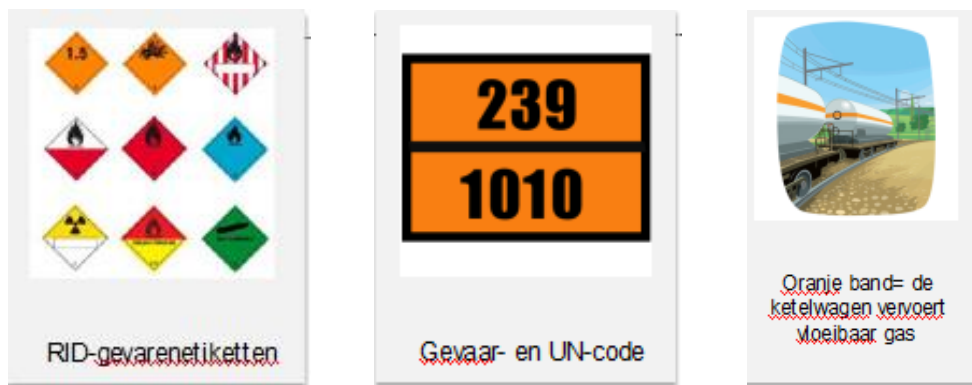 1.5
239
1010
RID-gevarenetiketten
Gevaar- en UN-code
Oranje band= de
ketelwagen vervoert
vloeibaar gas